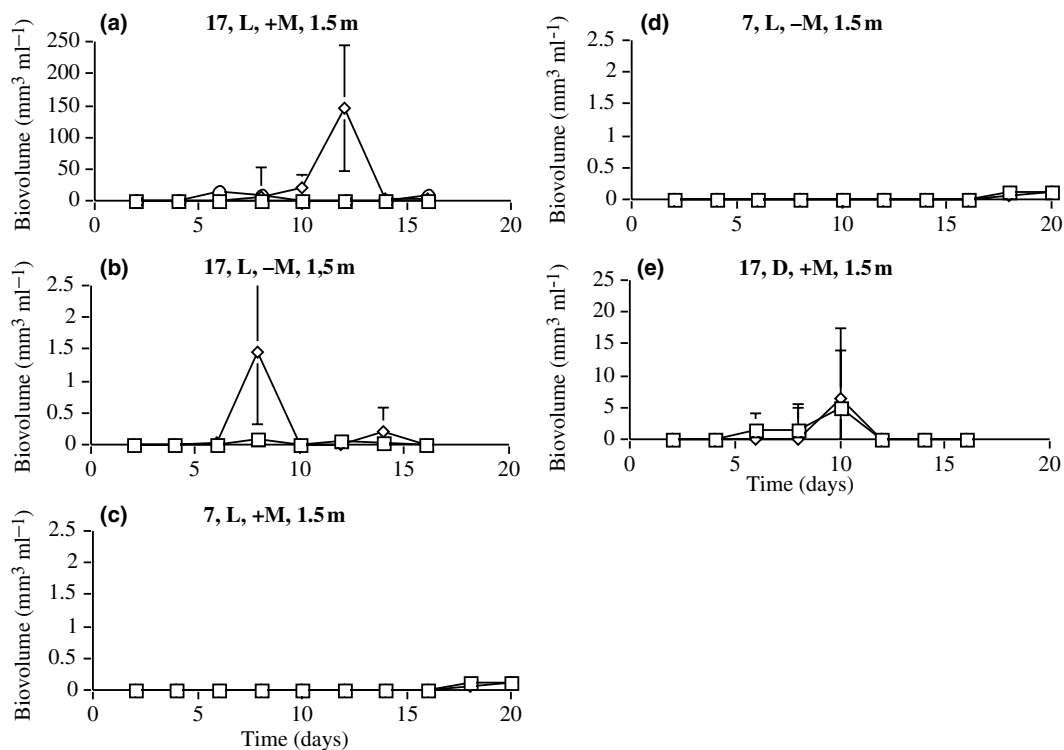 (a) 17, L, +M, 1.5 m
Biovolume (mm³ ml⁻¹)
250
200
150
100
50
0
0 5 10 15 20
(b) 17, L, –M, 1,5 m
Biovolume (mm³ ml⁻¹)
2.5
2
1.5
1
0.5
0
0 5 10 15 20
(c) 7, L, +M, 1.5 m
Biovolume (mm³ ml⁻¹)
2.5
2
1.5
1
0.5
0
0 5 10 15 20
Time (days)
(d) 7, L, –M, 1.5 m
Biovolume (mm³ ml⁻¹)
2.5
2
1.5
1
0.5
0
0 5 10 15 20
(e) 17, D, +M, 1.5 m
Biovolume (mm³ ml⁻¹)
25
20
15
10
5
0
0 5 10 15 20
Time (days)